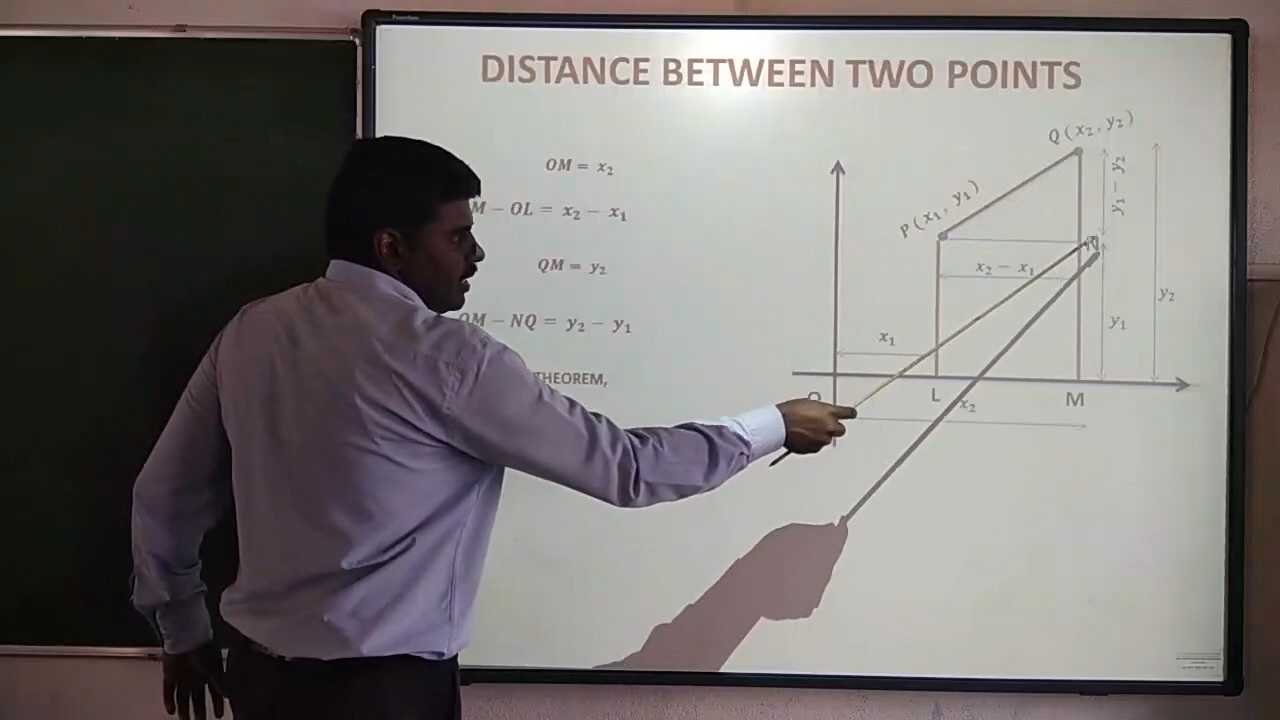 DISTANCE BETWEEN TWO POINTS
OM = x₂
M − OL = x₂ − x₁
QM = y₂
QM − NQ = y₂ − y₁
THEOREM,
Q (x₂, y₂)
P (x₁, y₁)
y₁ − y₂
x₂ − x₁
y₂
y₁
x₁
O
L
M
x₂